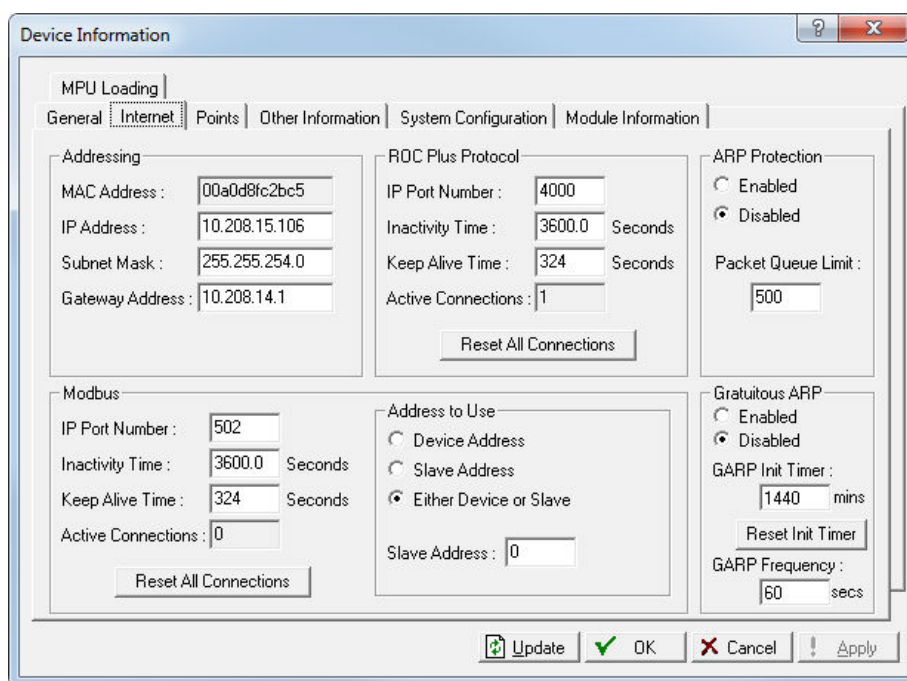 Device Information
MPU Loading
General Internet Points Other Information System Configuration Module Information
Addressing
MAC Address : 00a0d8fc2bc5
IP Address : 10.208.15.106
Subnet Mask : 255.255.254.0
Gateway Address : 10.208.14.1
ROC Plus Protocol
IP Port Number : 4000
Inactivity Time : 3600.0 Seconds
Keep Alive Time : 324 Seconds
Active Connections : 1
Reset All Connections
ARP Protection
Enabled
Disabled
Packet Queue Limit :
500
Modbus
IP Port Number : 502
Inactivity Time : 3600.0 Seconds
Keep Alive Time : 324 Seconds
Active Connections : 0
Reset All Connections
Address to Use
Device Address
Slave Address
Either Device or Slave
Slave Address : 0
Gratuitous ARP
Enabled
Disabled
GARP Init Timer :
1440 mins
Reset Init Timer
GARP Frequency :
60 secs
Update OK Cancel Apply